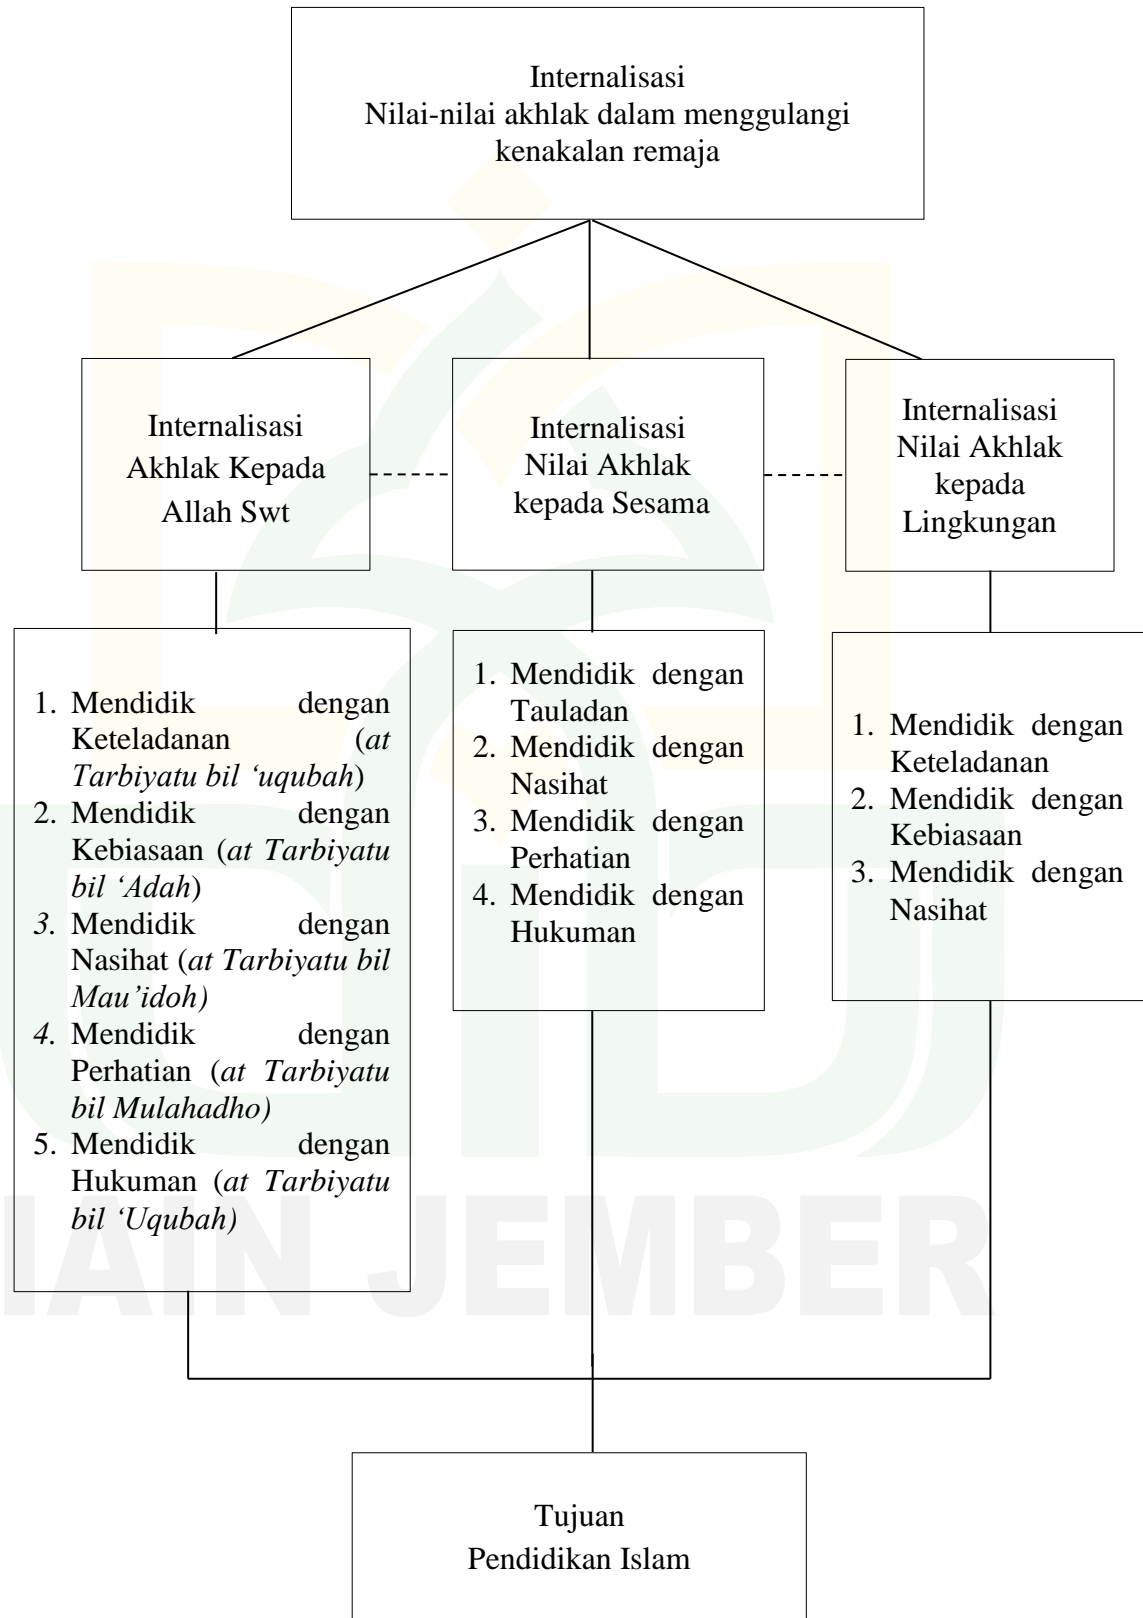 Internalisasi
Nilai-nilai akhlak dalam menggulangi
kenakalan remaja
Internalisasi
Akhlak Kepada
Allah Swt
Internalisasi
Nilai Akhlak
kepada Sesama
Internalisasi
Nilai Akhlak
kepada
Lingkungan
1. Mendidik dengan
Keteladanan (at
Tarbiyatu bil ‘uqubah)
2. Mendidik dengan
Kebiasaan (at Tarbiyatu
bil ‘Adah)
3. Mendidik dengan
Nasihat (at Tarbiyatu bil
Mau’idoh)
4. Mendidik dengan
Perhatian (at Tarbiyatu
bil Mulahadho)
5. Mendidik dengan
Hukuman (at Tarbiyatu
bil ‘Uqubah)
1. Mendidik dengan
Tauladan
2. Mendidik dengan
Nasihat
3. Mendidik dengan
Perhatian
4. Mendidik dengan
Hukuman
1. Mendidik dengan
Keteladanan
2. Mendidik dengan
Kebiasaan
3. Mendidik dengan
Nasihat
IAIN JEMBER
Tujuan
Pendidikan Islam